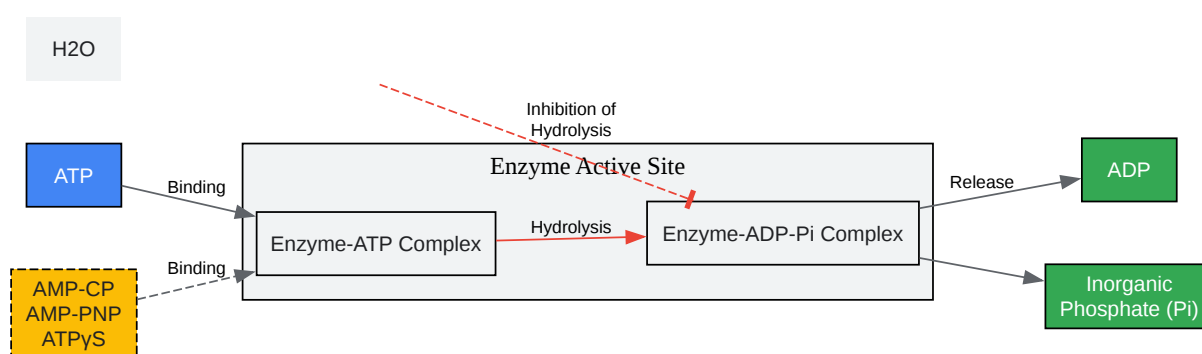 H2O
Inhibition of
Hydrolysis
Enzyme Active Site
ATP
Binding
ADP
Release
Enzyme-ATP Complex
Hydrolysis
Enzyme-ADP-Pi Complex
Binding
AMP-CP
AMP-PNP
ATPγS
Inorganic
Phosphate (Pi)